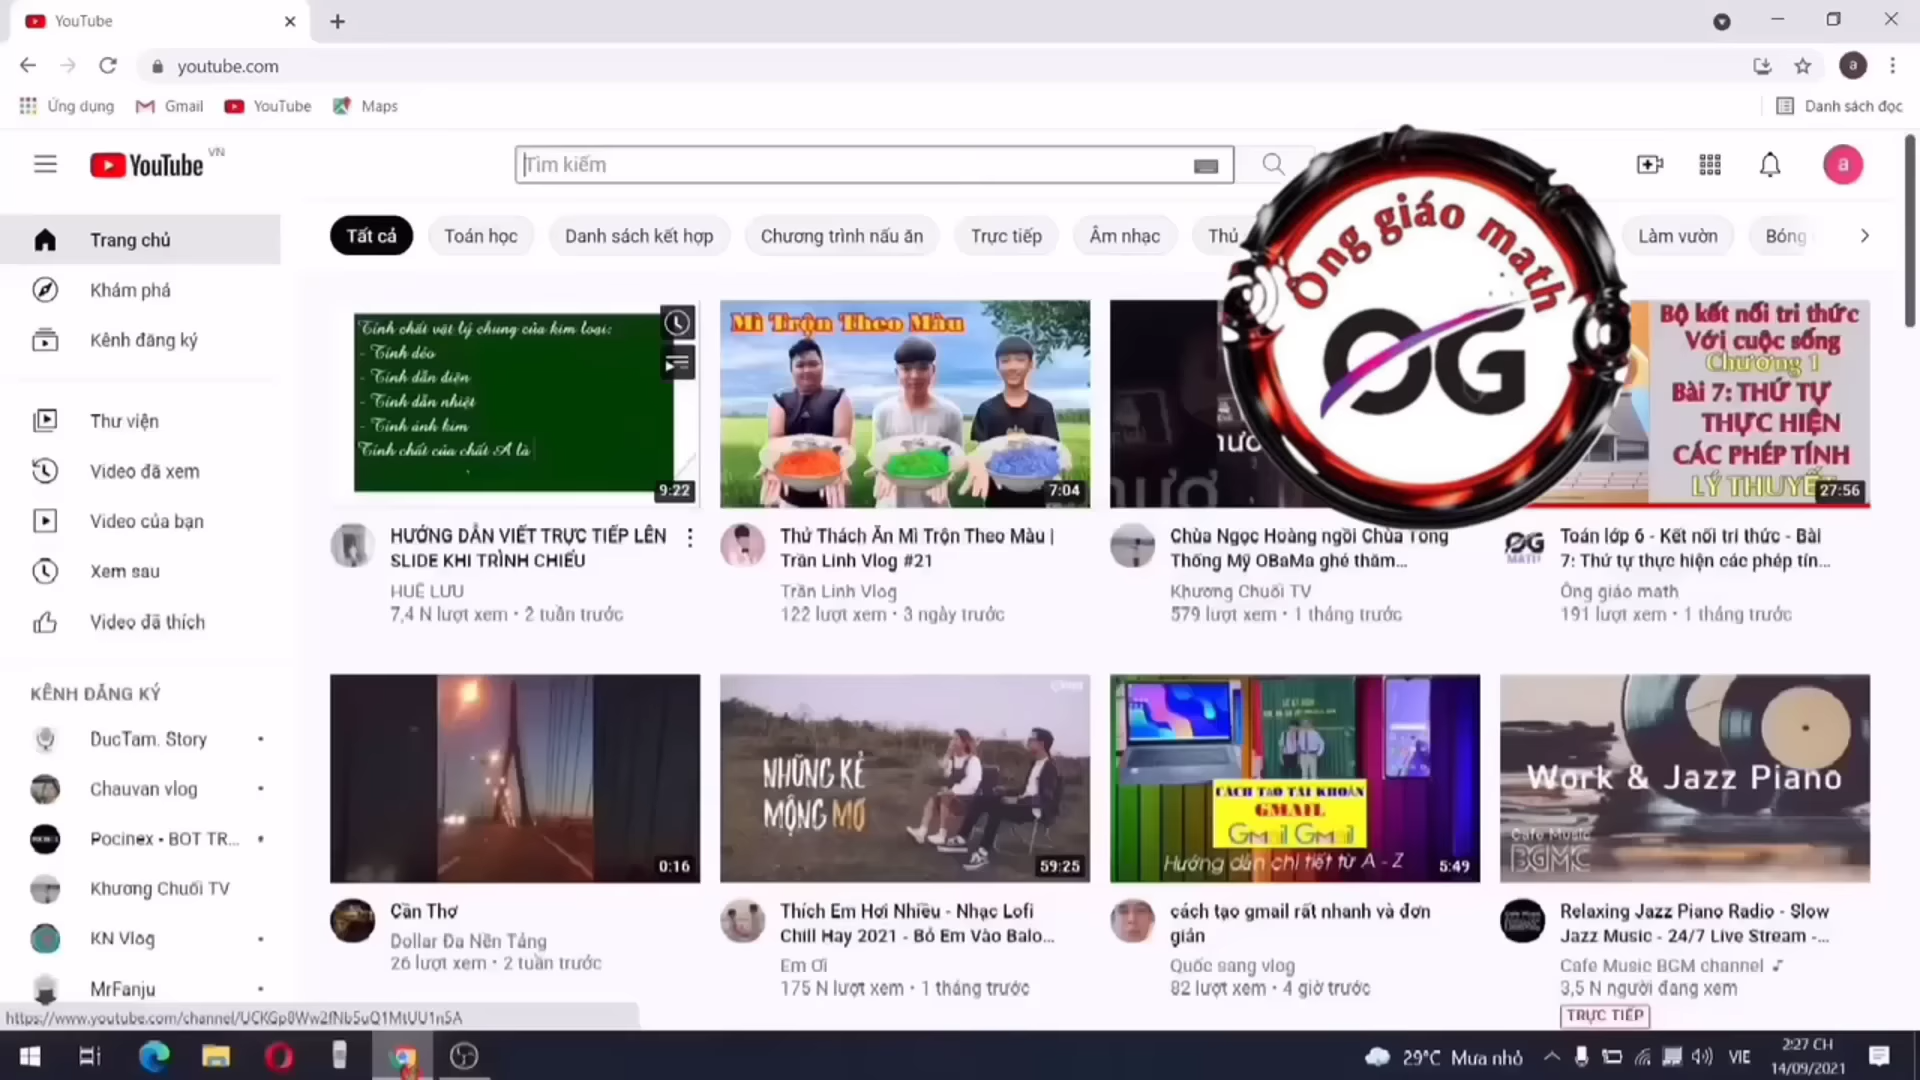 YouTube
youtube.com
Ứng dụng
Gmail
YouTube
Maps
Danh sách đọc
YouTube VN
Tìm kiếm
a
Tất cả
Toán học
Danh sách kết hợp
Chương trình nấu ăn
Trực tiếp
Âm nhạc
Thủ
Làm vườn
Bóng
Trang chủ
Khám phá
Kênh đăng ký
Thư viện
Video đã xem
Video của bạn
Xem sau
Video đã thích
KÊNH ĐĂNG KÝ
DucTam. Story
Chauvan vlog
Pocinex - BOT TR...
Khương Chuối TV
KN Vlog
MrFanju
Ông giáo math
OG
Tính chất vật lý chung của kim loại:
- Tính dẻo
- Tính dẫn điện
- Tính dẫn nhiệt
- Tính ánh kim
Tính chất của chất A là
9:22
HƯỚNG DẪN VIẾT TRỰC TIẾP LÊN
SLIDE KHI TRÌNH CHIẾU
HUẾ LƯU
7,4 N lượt xem • 2 tuần trước
Mì Trộn Theo Màu
7:04
Thử Thách Ăn Mì Trộn Theo Màu |
Trần Linh Vlog #21
Trần Linh Vlog
122 lượt xem • 3 ngày trước
Chùa Ngọc Hoàng ngồi Chùa Tổng
Thống Mỹ OBaMa ghé thăm...
Khương Chuối TV
579 lượt xem • 1 tháng trước
Bộ kết nối tri thức
Với cuộc sống
Chương 1
Bài 7: THỨ TỰ
THỰC HIỆN
CÁC PHÉP TÍNH
LÝ THUYẾT
27:56
OG
MATH
Toán lớp 6 - Kết nối tri thức - Bài
7: Thứ tự thực hiện các phép tín...
Ông giáo math
191 lượt xem • 1 tháng trước
0:16
Cần Thơ
Dollar Đa Nền Tảng
26 lượt xem • 2 tuần trước
NHỮNG KẺ
MỘNG MƠ
59:25
Thích Em Hơi Nhiều - Nhạc Lofi
Chill Hay 2021 - Bỏ Em Vào Balo...
Em Ơi
175 N lượt xem • 1 tháng trước
CÁCH TẠO TÀI KHOẢN
GMAIL
Gmail Gmail
Hướng dẫn chi tiết từ A - Z
5:49
cách tạo gmail rất nhanh và đơn
giản
Quốc sang vlog
82 lượt xem • 4 giờ trước
Work & Jazz Piano
Cafe Music
BGMC
Relaxing Jazz Piano Radio - Slow
Jazz Music - 24/7 Live Stream -...
Cafe Music BGM channel
3,5 N người đang xem
TRỰC TIẾP
https://www.youtube.com/channel/UCKGp8Ww2fNb5uQ1MtUU1n5A
29°C Mưa nhỏ
VIE
2:27 CH
14/09/2021